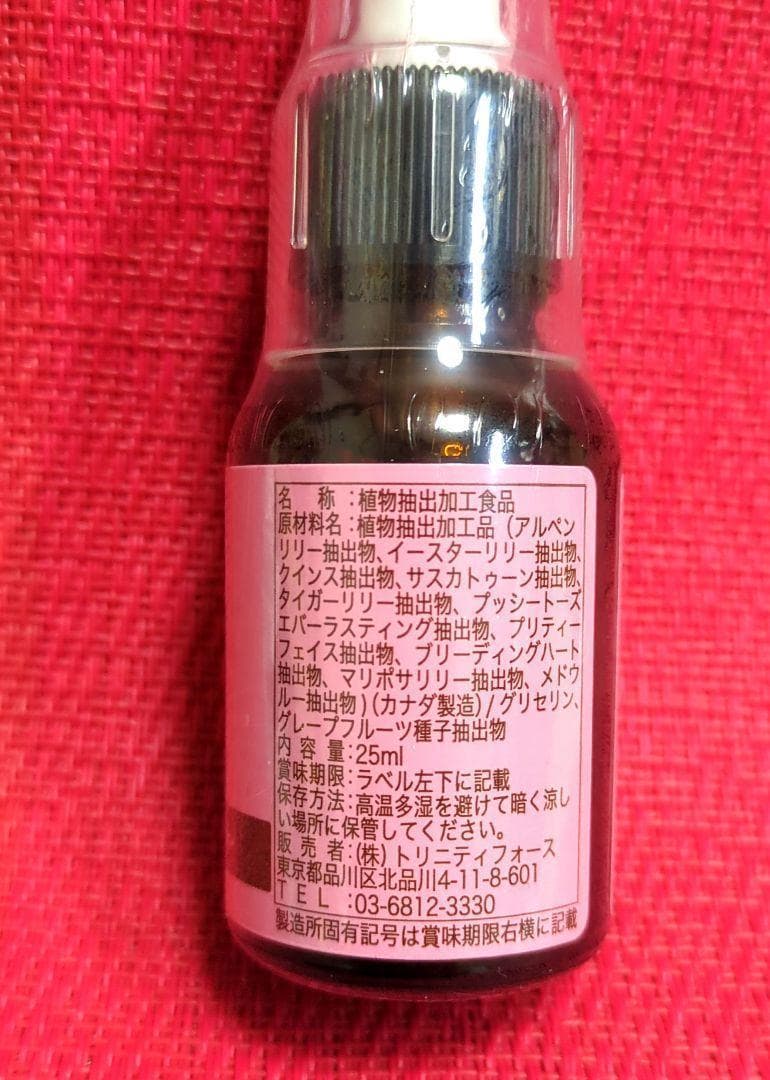 名称:植物抽出加工食品
原材料名:植物抽出加工品(アルペン
リリー抽出物、イースターリリー抽出物、
クインス抽出物、サスカトゥーン抽出物、
タイガーリリー抽出物、プッシートーズ
エバーラスティング抽出物、プリティー
フェイス抽出物、ブリーディングハート
抽出物、マリポサリリー抽出物、メドウ
ルー抽出物)(カナダ製造)/グリセリン、
グレープフルーツ種子抽出物
内容量:25ml
賞味期限:ラベル左下に記載
保存方法:高温多湿を避けて暗く涼し
い場所に保管してください。
販売者:(株)トリニティフォース
東京都品川区北品川4-11-8-601
TEL:03-6812-3330
製造所固有記号は賞味期限右横に記載